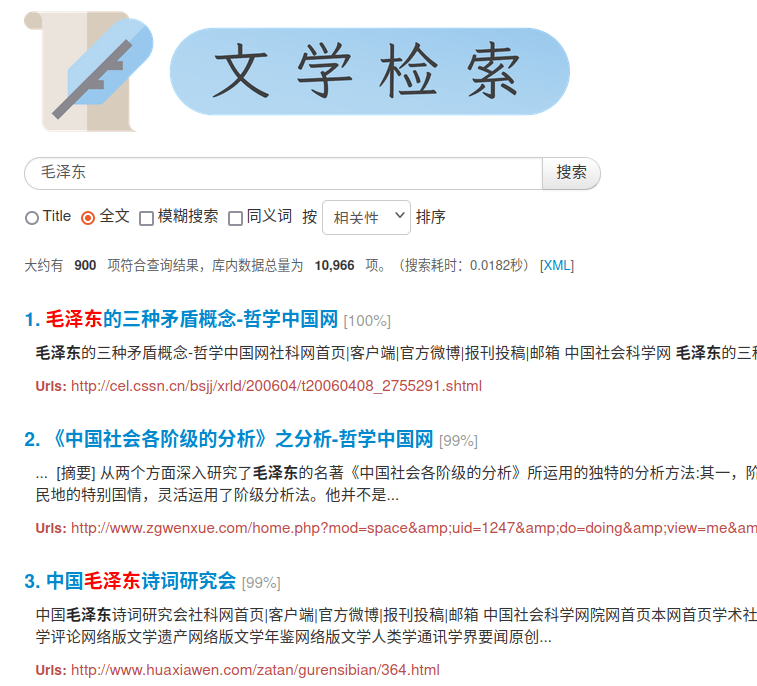 文学检索
毛泽东 搜索
Title 全文 模糊搜索 同义词 按 相关性 排序
大约有 900 项符合查询结果，库内数据总量为 10,966 项。（搜索耗时：0.0182秒） [XML]
1. 毛泽东的三种矛盾概念-哲学中国网 [100%]
毛泽东的三种矛盾概念-哲学中国网社科网首页|客户端|官方微博|报刊投稿|邮箱 中国社会科学网 毛泽东的三种
Urls: http://cel.cssn.cn/bsjj/xrld/200604/t20060408_2755291.shtml
2. 《中国社会各阶级的分析》之分析-哲学中国网 [99%]
... [摘要] 从两个方面深入研究了毛泽东的名著《中国社会各阶级的分析》所运用的独特的分析方法:其一，阶
民地的特别国情，灵活运用了阶级分析法。他并不是...
Urls: http://www.zgwenxue.com/home.php?mod=space&amp;uid=1247&amp;do=doing&amp;view=me&am
3. 中国毛泽东诗词研究会 [99%]
中国毛泽东诗词研究会社科网首页|客户端|官方微博|报刊投稿|邮箱 中国社会科学网院网首页本网首页学术社
学评论网络版文学遗产网络版文学年鉴网络版文学人类学通讯学界要闻原创...
Urls: http://www.huaxiawen.com/zatan/gurensibian/364.html